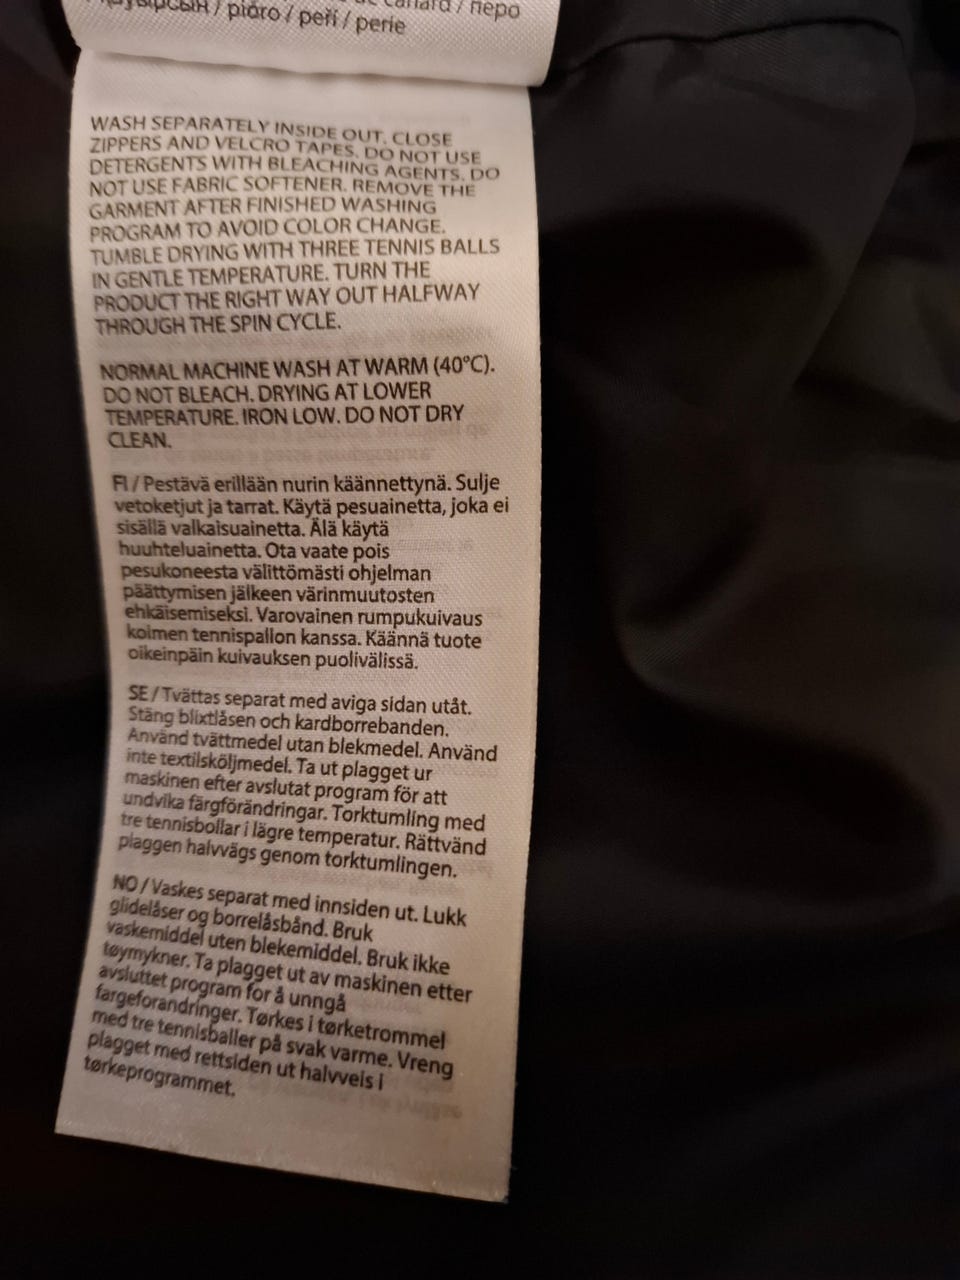 / pióro / peří / perie
canard / перо
WASH SEPARATELY INSIDE OUT. CLOSE
ZIPPERS AND VELCRO TAPES. DO NOT USE
DETERGENTS WITH BLEACHING AGENTS. DO
NOT USE FABRIC SOFTENER. REMOVE THE
GARMENT AFTER FINISHED WASHING
PROGRAM TO AVOID COLOR CHANGE.
TUMBLE DRYING WITH THREE TENNIS BALLS
IN GENTLE TEMPERATURE. TURN THE
PRODUCT THE RIGHT WAY OUT HALFWAY
THROUGH THE SPIN CYCLE.
NORMAL MACHINE WASH AT WARM (40°C).
DO NOT BLEACH. DRYING AT LOWER
TEMPERATURE. IRON LOW. DO NOT DRY
CLEAN.
FI / Pestävä erillään nurin käännettynä. Sulje
vetoketjut ja tarrat. Käytä pesuainetta, joka ei
sisällä valkaisuainetta. Älä käytä
huuhteluainetta. Ota vaate pois
pesukoneesta välittömästi ohjelman
päättymisen jälkeen värinmuutosten
ehkäisemiseksi. Varovainen rumpukuivaus
kolmen tennispallon kanssa. Käännä tuote
oikeinpäin kuivauksen puolivälissä.
SE / Tvättas separat med aviga sidan utåt.
Stäng blixtlåsen och kardborrebanden.
Använd tvättmedel utan blekmedel. Använd
inte textilsköljmedel. Ta ut plagget ur
maskinen efter avslutat program för att
undvika färgförändringar. Torktumling med
tre tennisbollar i lägre temperatur. Rättvänd
plaggen halvvägs genom torktumlingen.
NO / Vaskes separat med innsiden ut. Lukk
glidelåser og borrelåsbånd. Bruk
vaskemiddel uten blekemiddel. Bruk ikke
tøymykner. Ta plagget ut av maskinen etter
avsluttet program for å unngå
fargeforandringer. Tørkes i tørketrommel
med tre tennisballer på svak varme. Vreng
plagget med rettsiden ut halvveis i
tørkeprogrammet.